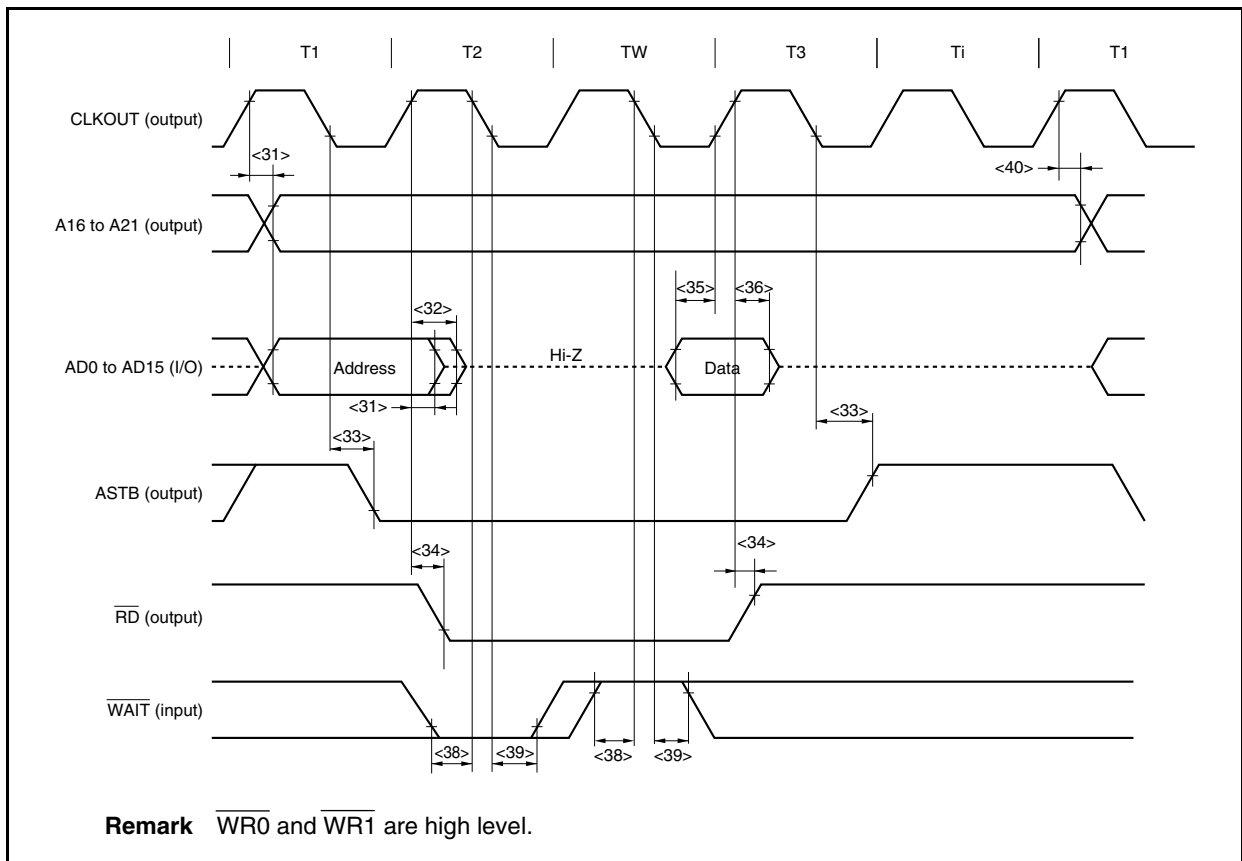 T1 T2 TW T3 Ti T1
CLKOUT (output)
<31> <40>
A16 to A21 (output)
<35> <36>
<32>
AD0 to AD15 (I/O) Address Hi-Z Data
<31>
<33> <33>
ASTB (output)
<34> <34>
RD (output)
WAIT (input)
<38> <39> <38> <39>
Remark WR0 and WR1 are high level.